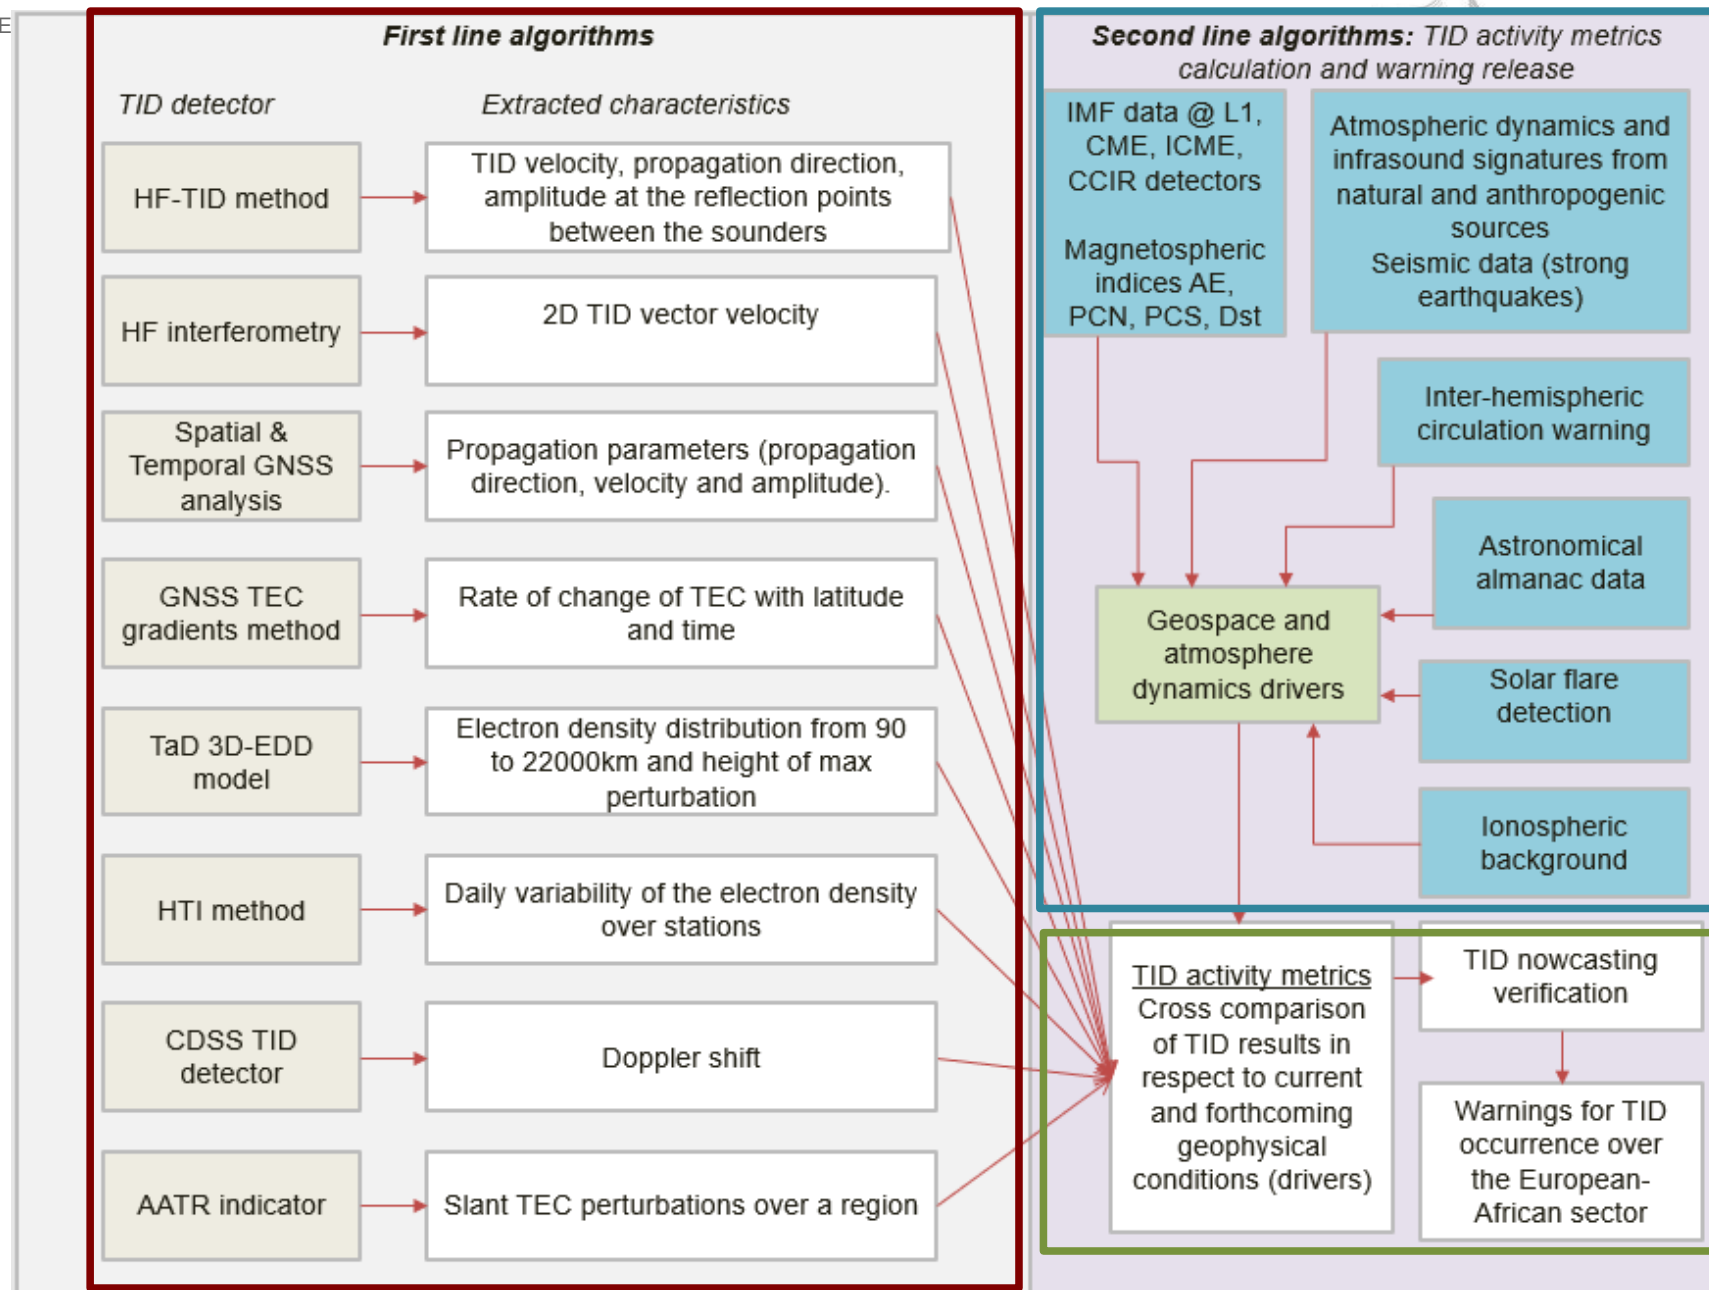 E
First line algorithms
TID detector
Extracted characteristics
HF-TID method
TID velocity, propagation direction,
amplitude at the reflection points
between the sounders
HF interferometry
2D TID vector velocity
Spatial &
Temporal GNSS
analysis
Propagation parameters (propagation
direction, velocity and amplitude).
GNSS TEC
gradients method
Rate of change of TEC with latitude
and time
TaD 3D-EDD
model
Electron density distribution from 90
to 22000km and height of max
perturbation
HTI method
Daily variability of the electron density
over stations
CDSS TID
detector
Doppler shift
AATR indicator
Slant TEC perturbations over a region
Second line algorithms: TID activity metrics
calculation and warning release
IMF data @ L1,
CME, ICME,
CCIR detectors
Magnetospheric
indices AE,
PCN, PCS, Dst
Atmospheric dynamics and
infrasound signatures from
natural and anthropogenic
sources
Seismic data (strong
earthquakes)
Inter-hemispheric
circulation warning
Astronomical
almanac data
Geospace and
atmosphere
dynamics drivers
Solar flare
detection
Ionospheric
background
TID activity metrics
Cross comparison
of TID results in
respect to current
and forthcoming
geophysical
conditions (drivers)
TID nowcasting
verification
Warnings for TID
occurrence over
the European-
African sector